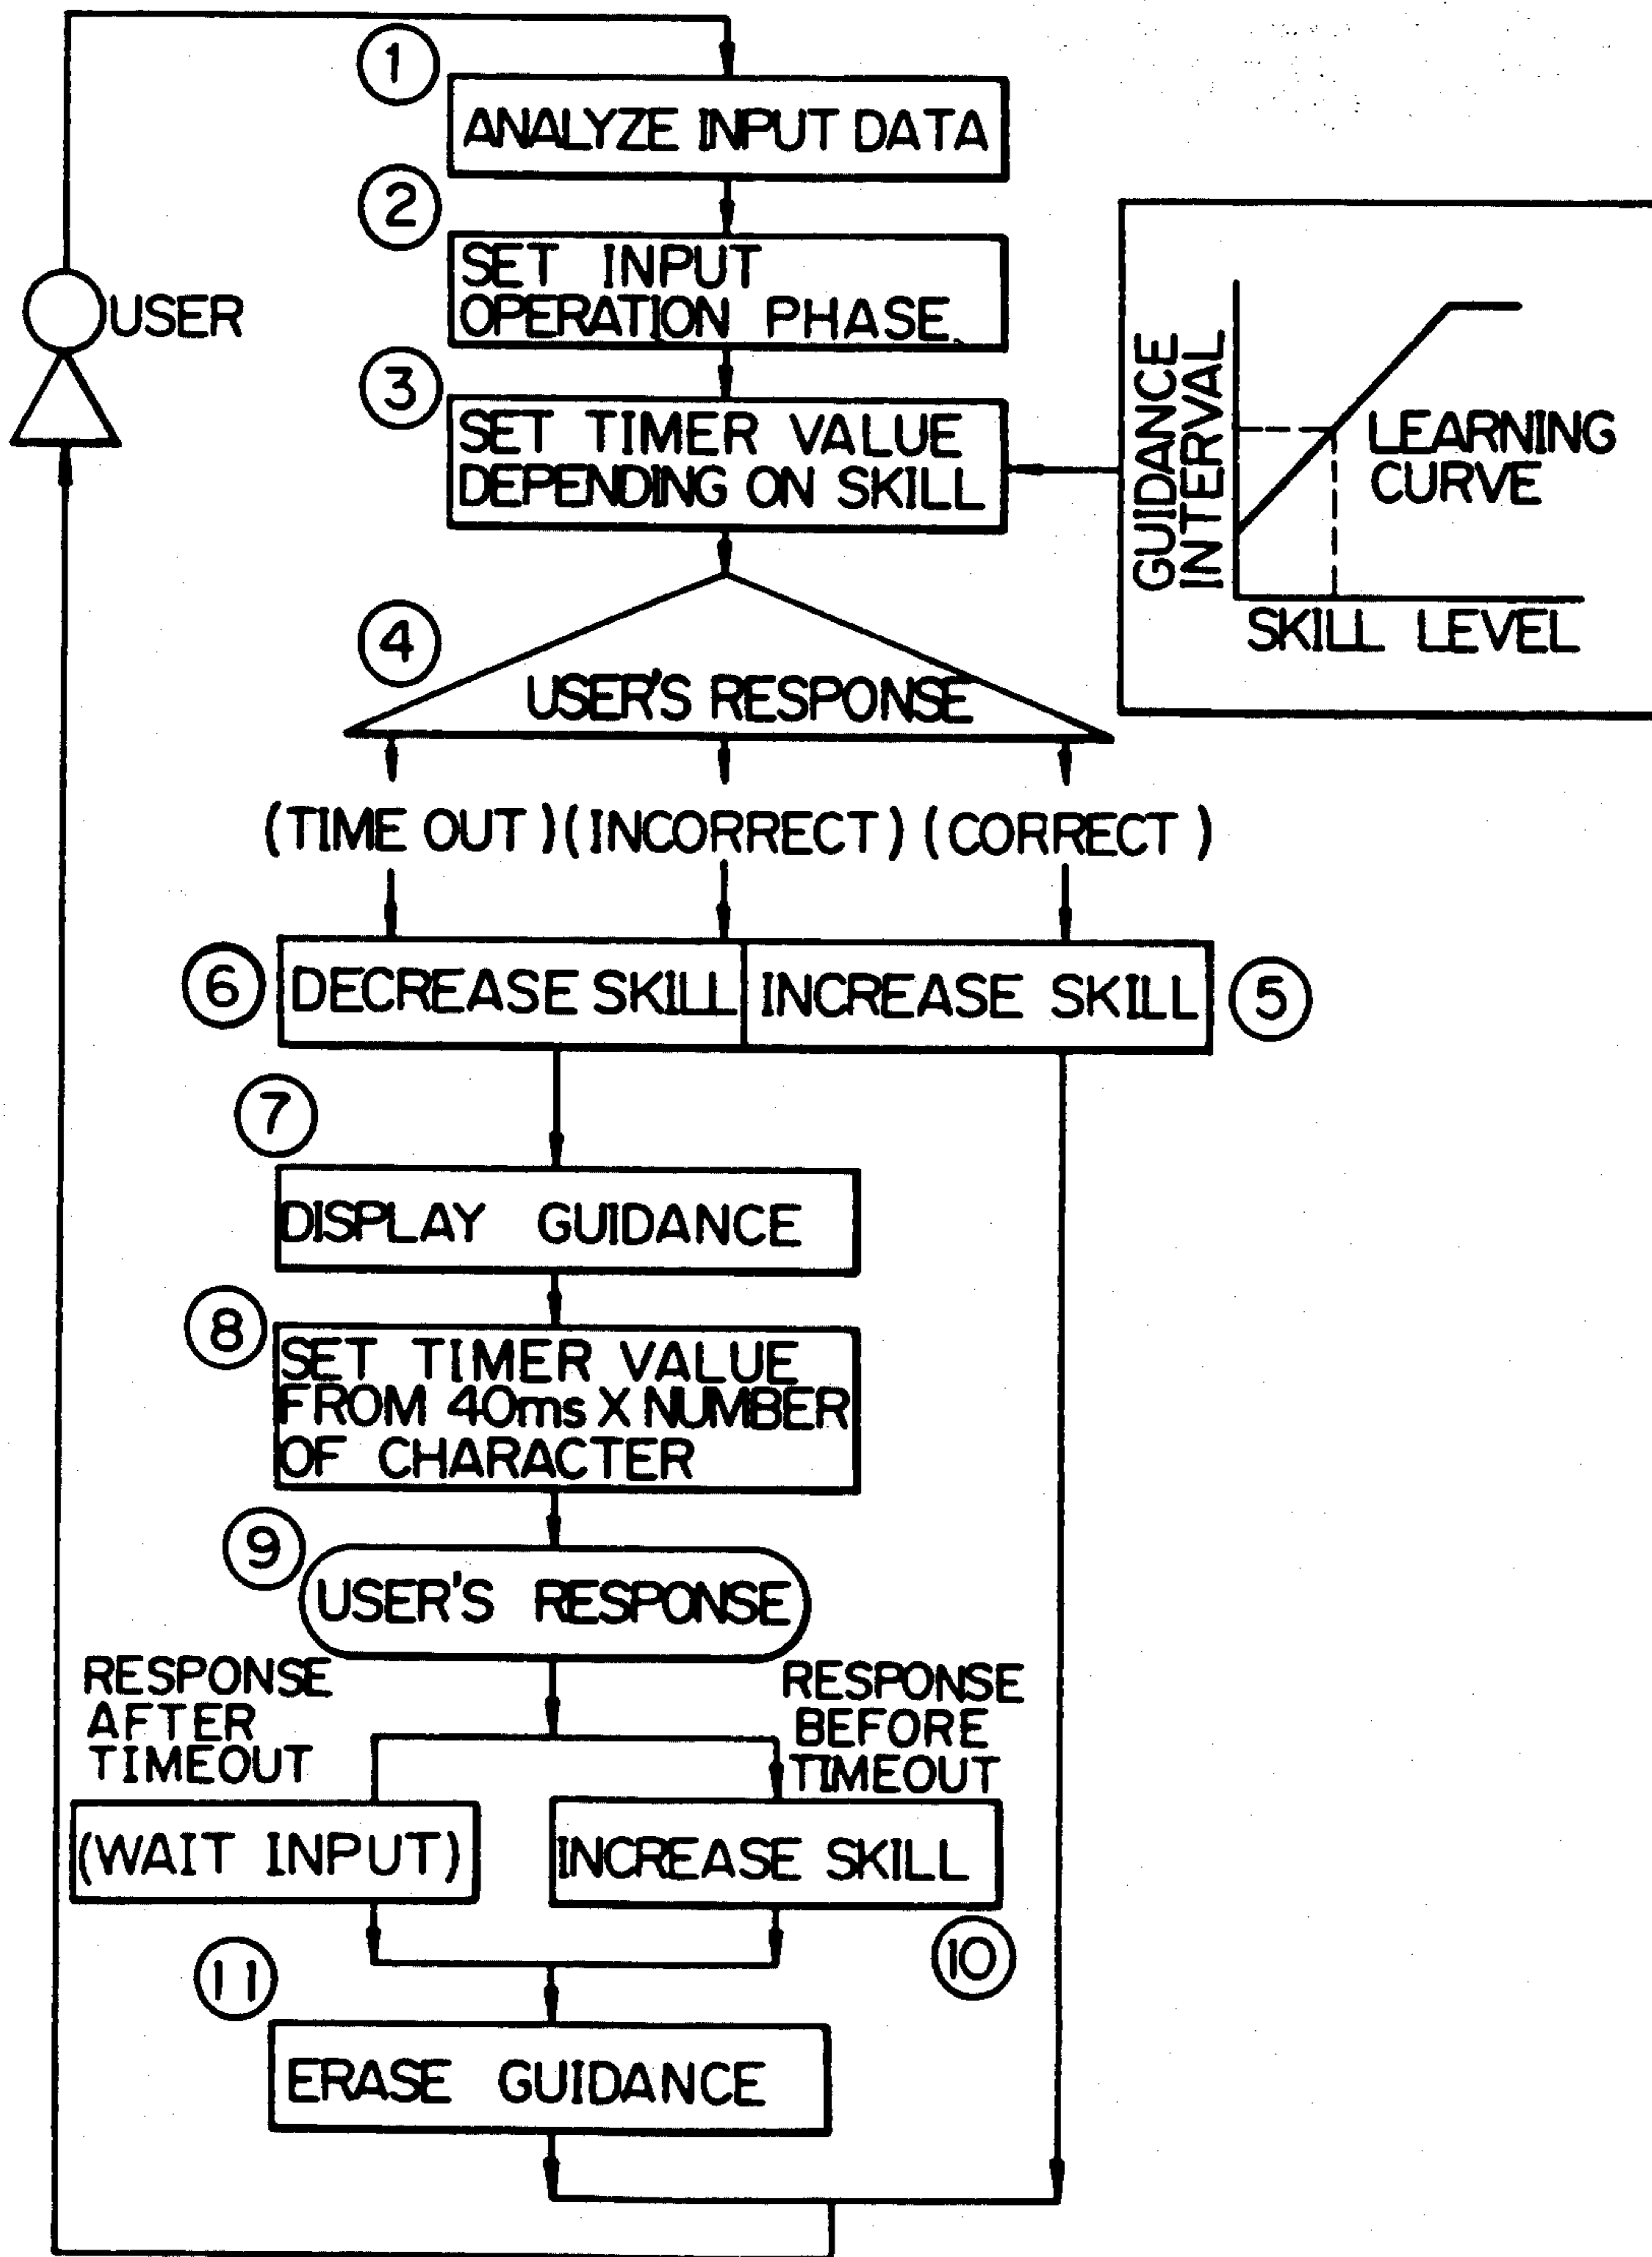 1
ANALYZE INPUT DATA
2
SET INPUT
OPERATION PHASE
USER
3
SET TIMER VALUE
DEPENDING ON SKILL
GUIDANCE
INTERVAL
LEARNING
CURVE
SKILL LEVEL
4
USER'S RESPONSE
(TIME OUT) (INCORRECT) (CORRECT)
6
DECREASE SKILL
INCREASE SKILL
5
7
DISPLAY GUIDANCE
8
SET TIMER VALUE
FROM 40ms X NUMBER
OF CHARACTER
9
USER'S RESPONSE
RESPONSE
AFTER
TIMEOUT
RESPONSE
BEFORE
TIMEOUT
(WAIT INPUT)
INCREASE SKILL
10
11
ERASE GUIDANCE